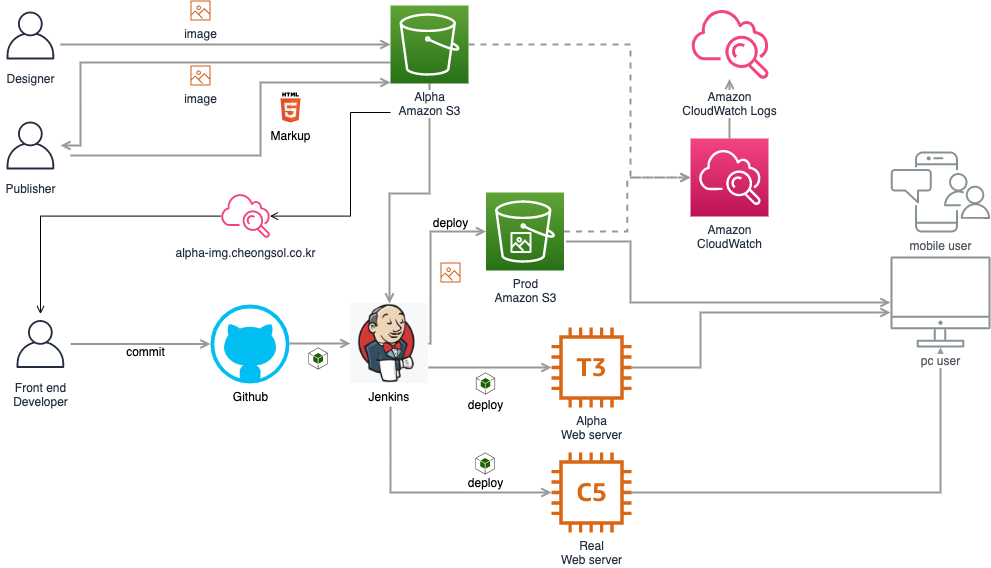 image
Designer
image
Alpha
Amazon S3
HTML
5
Markup
Publisher
Amazon
CloudWatch Logs
Amazon
CloudWatch
mobile user
alpha-img.cheongsol.co.kr
deploy
Prod
Amazon S3
pc user
commit
Front end
Developer
Github
Jenkins
deploy
T3
Alpha
Web server
deploy
C5
Real
Web server